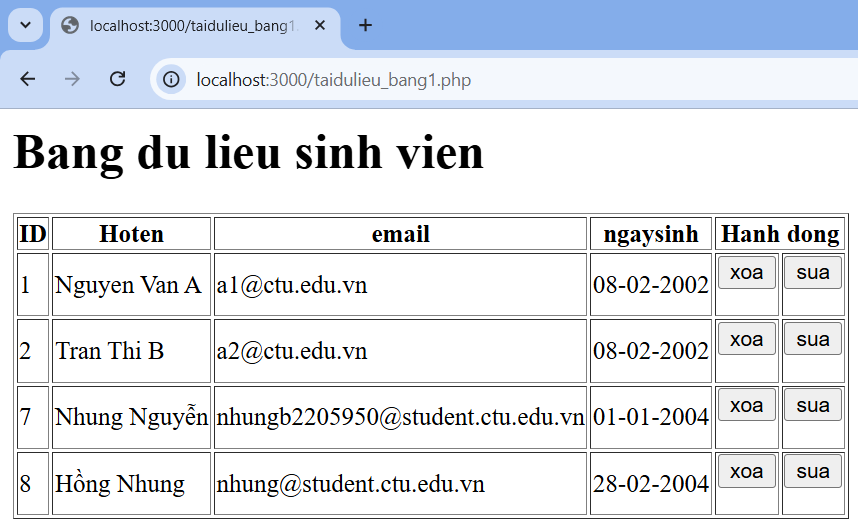 localhost:3000/taidulieu_bang1.
localhost:3000/taidulieu_bang1.php
Bang du lieu sinh vien
ID Hoten email ngaysinh Hanh dong
1 Nguyen Van A a1@ctu.edu.vn 08-02-2002 xoa sua
2 Tran Thi B a2@ctu.edu.vn 08-02-2002 xoa sua
7 Nhung Nguyễn nhungb2205950@student.ctu.edu.vn 01-01-2004 xoa sua
8 Hồng Nhung nhung@student.ctu.edu.vn 28-02-2004 xoa sua